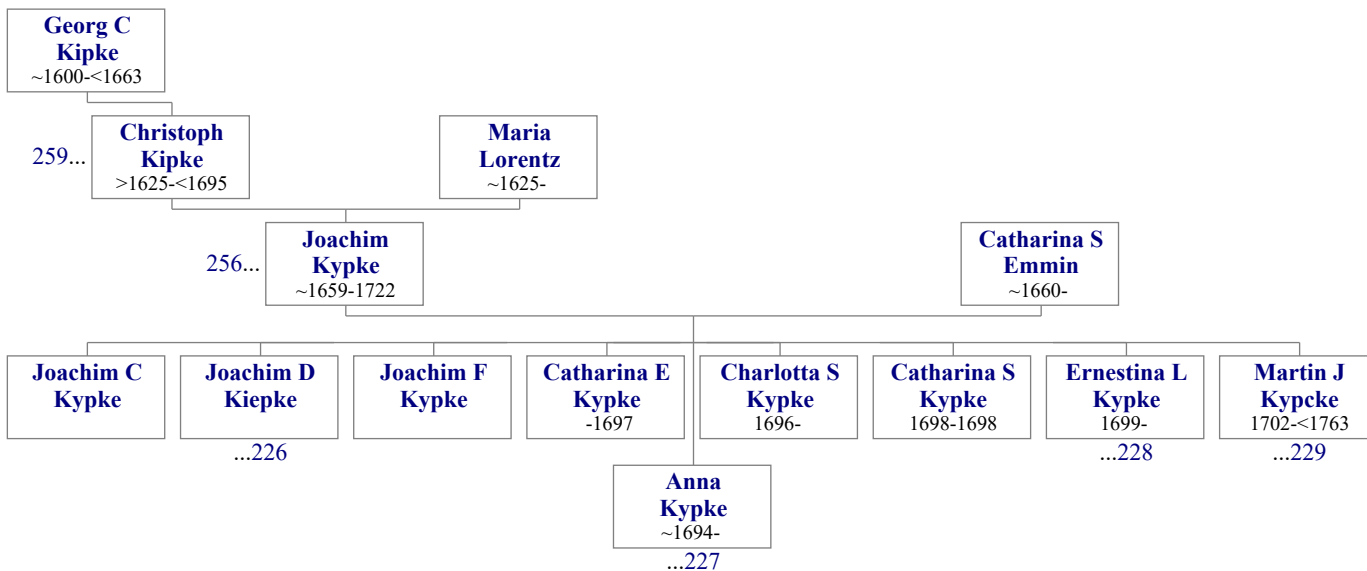 Georg C
Kipke
~1600-<1663
259...
Christoph
Kipke
>1625-<1695
Maria
Lorentz
~1625-
256...
Joachim
Kypke
~1659-1722
Catharina S
Emmin
~1660-
Joachim C
Kypke
Joachim D
Kiepke
...226
Joachim F
Kypke
Catharina E
Kypke
-1697
Charlotta S
Kypke
1696-
Catharina S
Kypke
1698-1698
Ernestina L
Kypke
1699-
...228
Martin J
Kypcke
1702-<1763
...229
Anna
Kypke
~1694-
...227